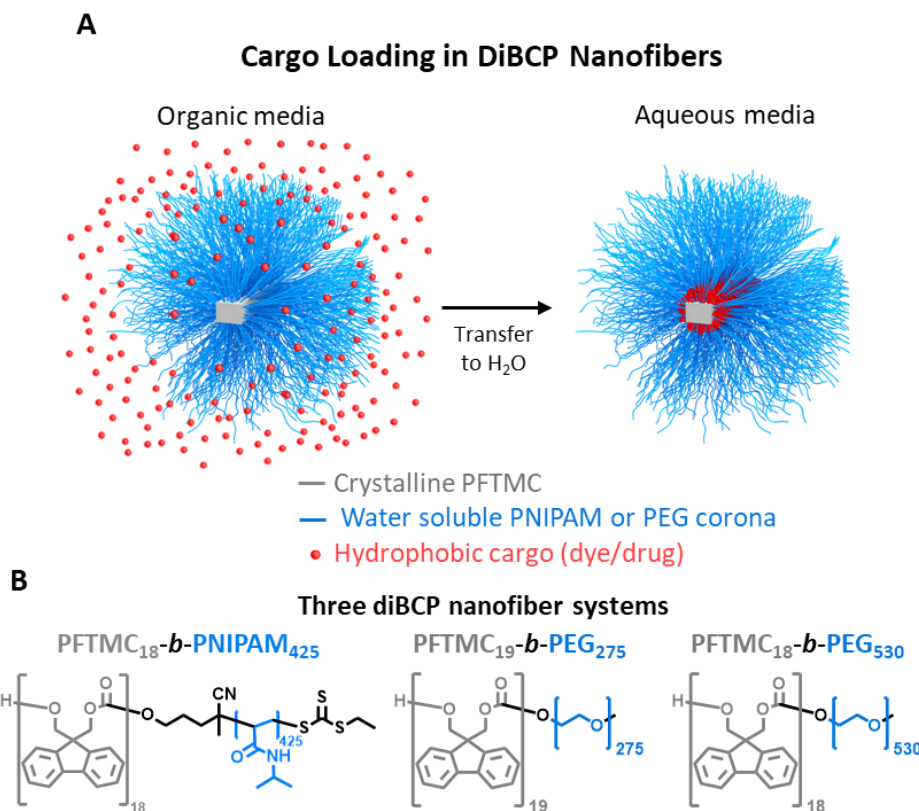 A
Cargo Loading in DiBCP Nanofibers
Organic media
Aqueous media
Transfer
to H₂O
Crystalline PFTMC
Water soluble PNIPAM or PEG corona
Hydrophobic cargo (dye/drug)
B
Three diBCP nanofiber systems
PFTMC₁₈-b-PNIPAM₄₂₅
PFTMC₁₉-b-PEG₂₇₅
PFTMC₁₈-b-PEG₅₃₀
H O O O O CN 425 O NH S S S 18
H O O O O O 275 19
H O O O O O 530 18